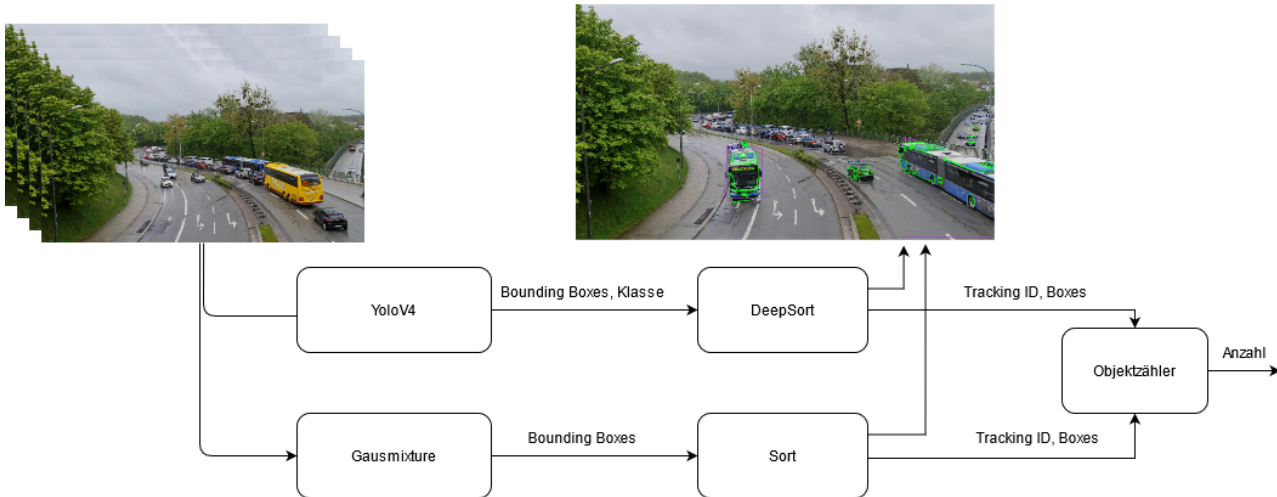 YoloV4
Bounding Boxes, Klasse
DeepSort
Tracking ID, Boxes
Objektzähler
Anzahl
Gausmixture
Bounding Boxes
Sort
Tracking ID, Boxes